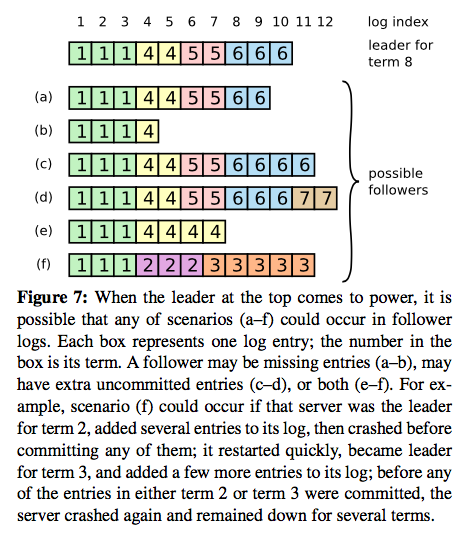 1 2 3 4 5 6 7 8 9 10 11 12 log index
1 1 1 4 4 5 5 6 6 6 leader for
term 8
(a) 1 1 1 4 4 5 5 6 6
(b) 1 1 1 4
(c) 1 1 1 4 4 5 5 6 6 6 6
possible
followers
(d) 1 1 1 4 4 5 5 6 6 6 7 7
(e) 1 1 1 4 4 4 4
(f) 1 1 1 2 2 2 3 3 3 3 3
Figure 7: When the leader at the top comes to power, it is
possible that any of scenarios (a–f) could occur in follower
logs. Each box represents one log entry; the number in the
box is its term. A follower may be missing entries (a–b), may
have extra uncommitted entries (c–d), or both (e–f). For ex-
ample, scenario (f) could occur if that server was the leader
for term 2, added several entries to its log, then crashed before
committing any of them; it restarted quickly, became leader
for term 3, and added a few more entries to its log; before any
of the entries in either term 2 or term 3 were committed, the
server crashed again and remained down for several terms.